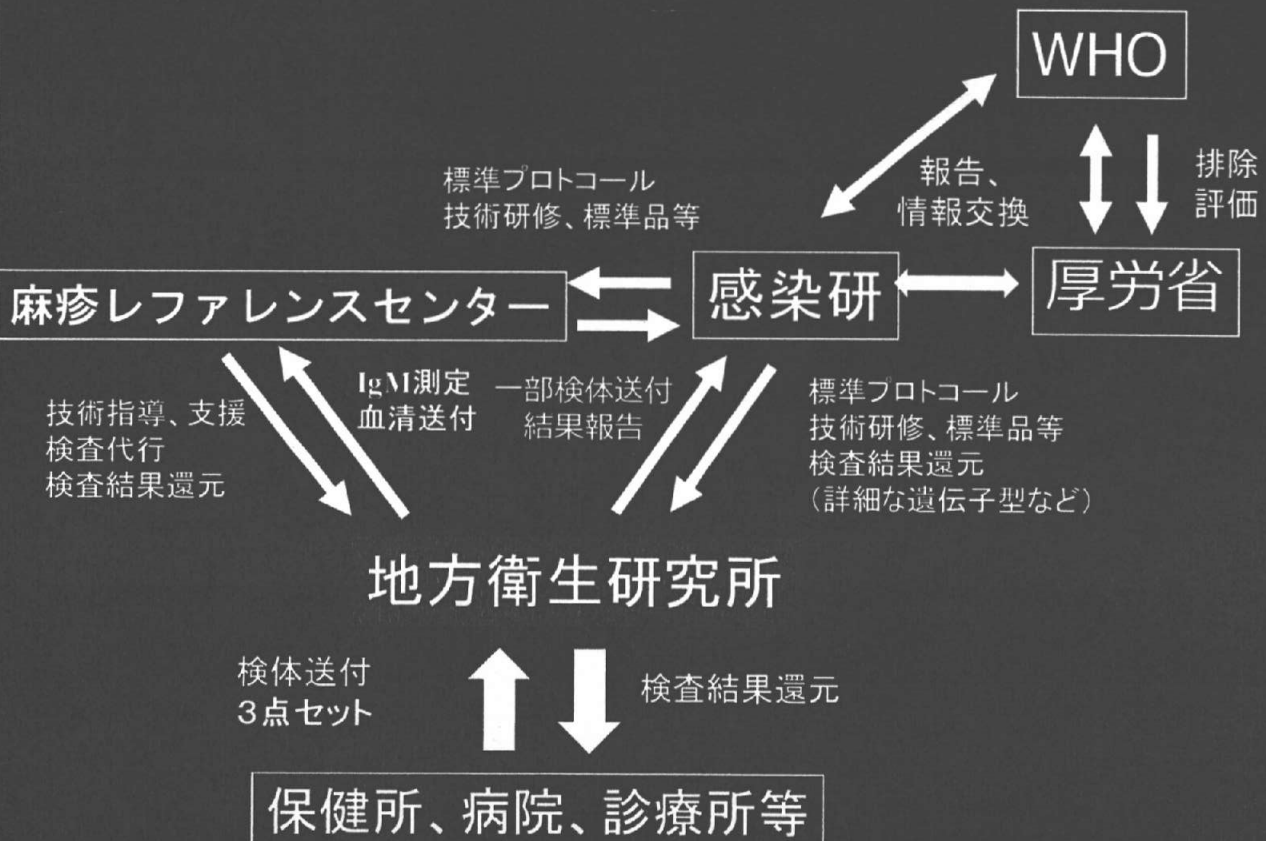 WHO
報告、
情報交換
排除
評価
標準プロトコール
技術研修、標準品等
麻疹レファレンスセンター
感染研
厚労省
技術指導、支援
検査代行
検査結果還元
IgM測定
血清送付
一部検体送付
結果報告
標準プロトコール
技術研修、標準品等
検査結果還元
（詳細な遺伝子型など）
地方衛生研究所
検体送付
3点セット
検査結果還元
保健所、病院、診療所等